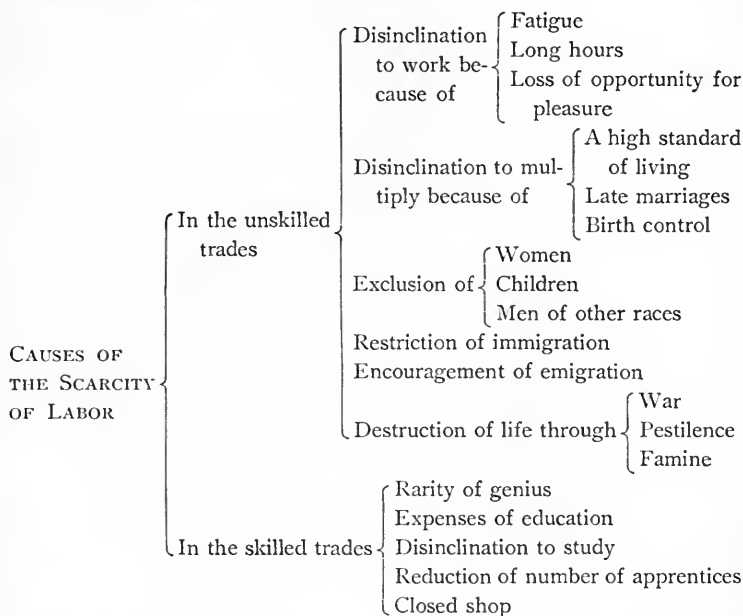 Disinclination
to work be-
cause of
Fatigue
Long hours
Loss of opportunity for
pleasure
Disinclination to mul-
tiply because of
A high standard
of living
Late marriages
Birth control
In the unskilled
trades
Exclusion of
Women
Children
Men of other races
CAUSES OF
THE SCARCITY
OF LABOR
Restriction of immigration
Encouragement of emigration
Destruction of life through
War
Pestilence
Famine
In the skilled trades
Rarity of genius
Expenses of education
Disinclination to study
Reduction of number of apprentices
Closed shop